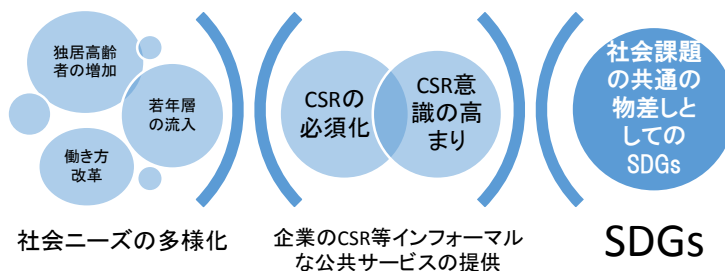 独居高齢
者の増加
若年層
の流入
働き方
改革
社会ニーズの多様化
CSRの
必須化
CSR意
識の高
まり
企業のCSR等インフォーマル
な公共サービスの提供
社会課題
の共通の
物差しと
しての
SDGs
SDGs